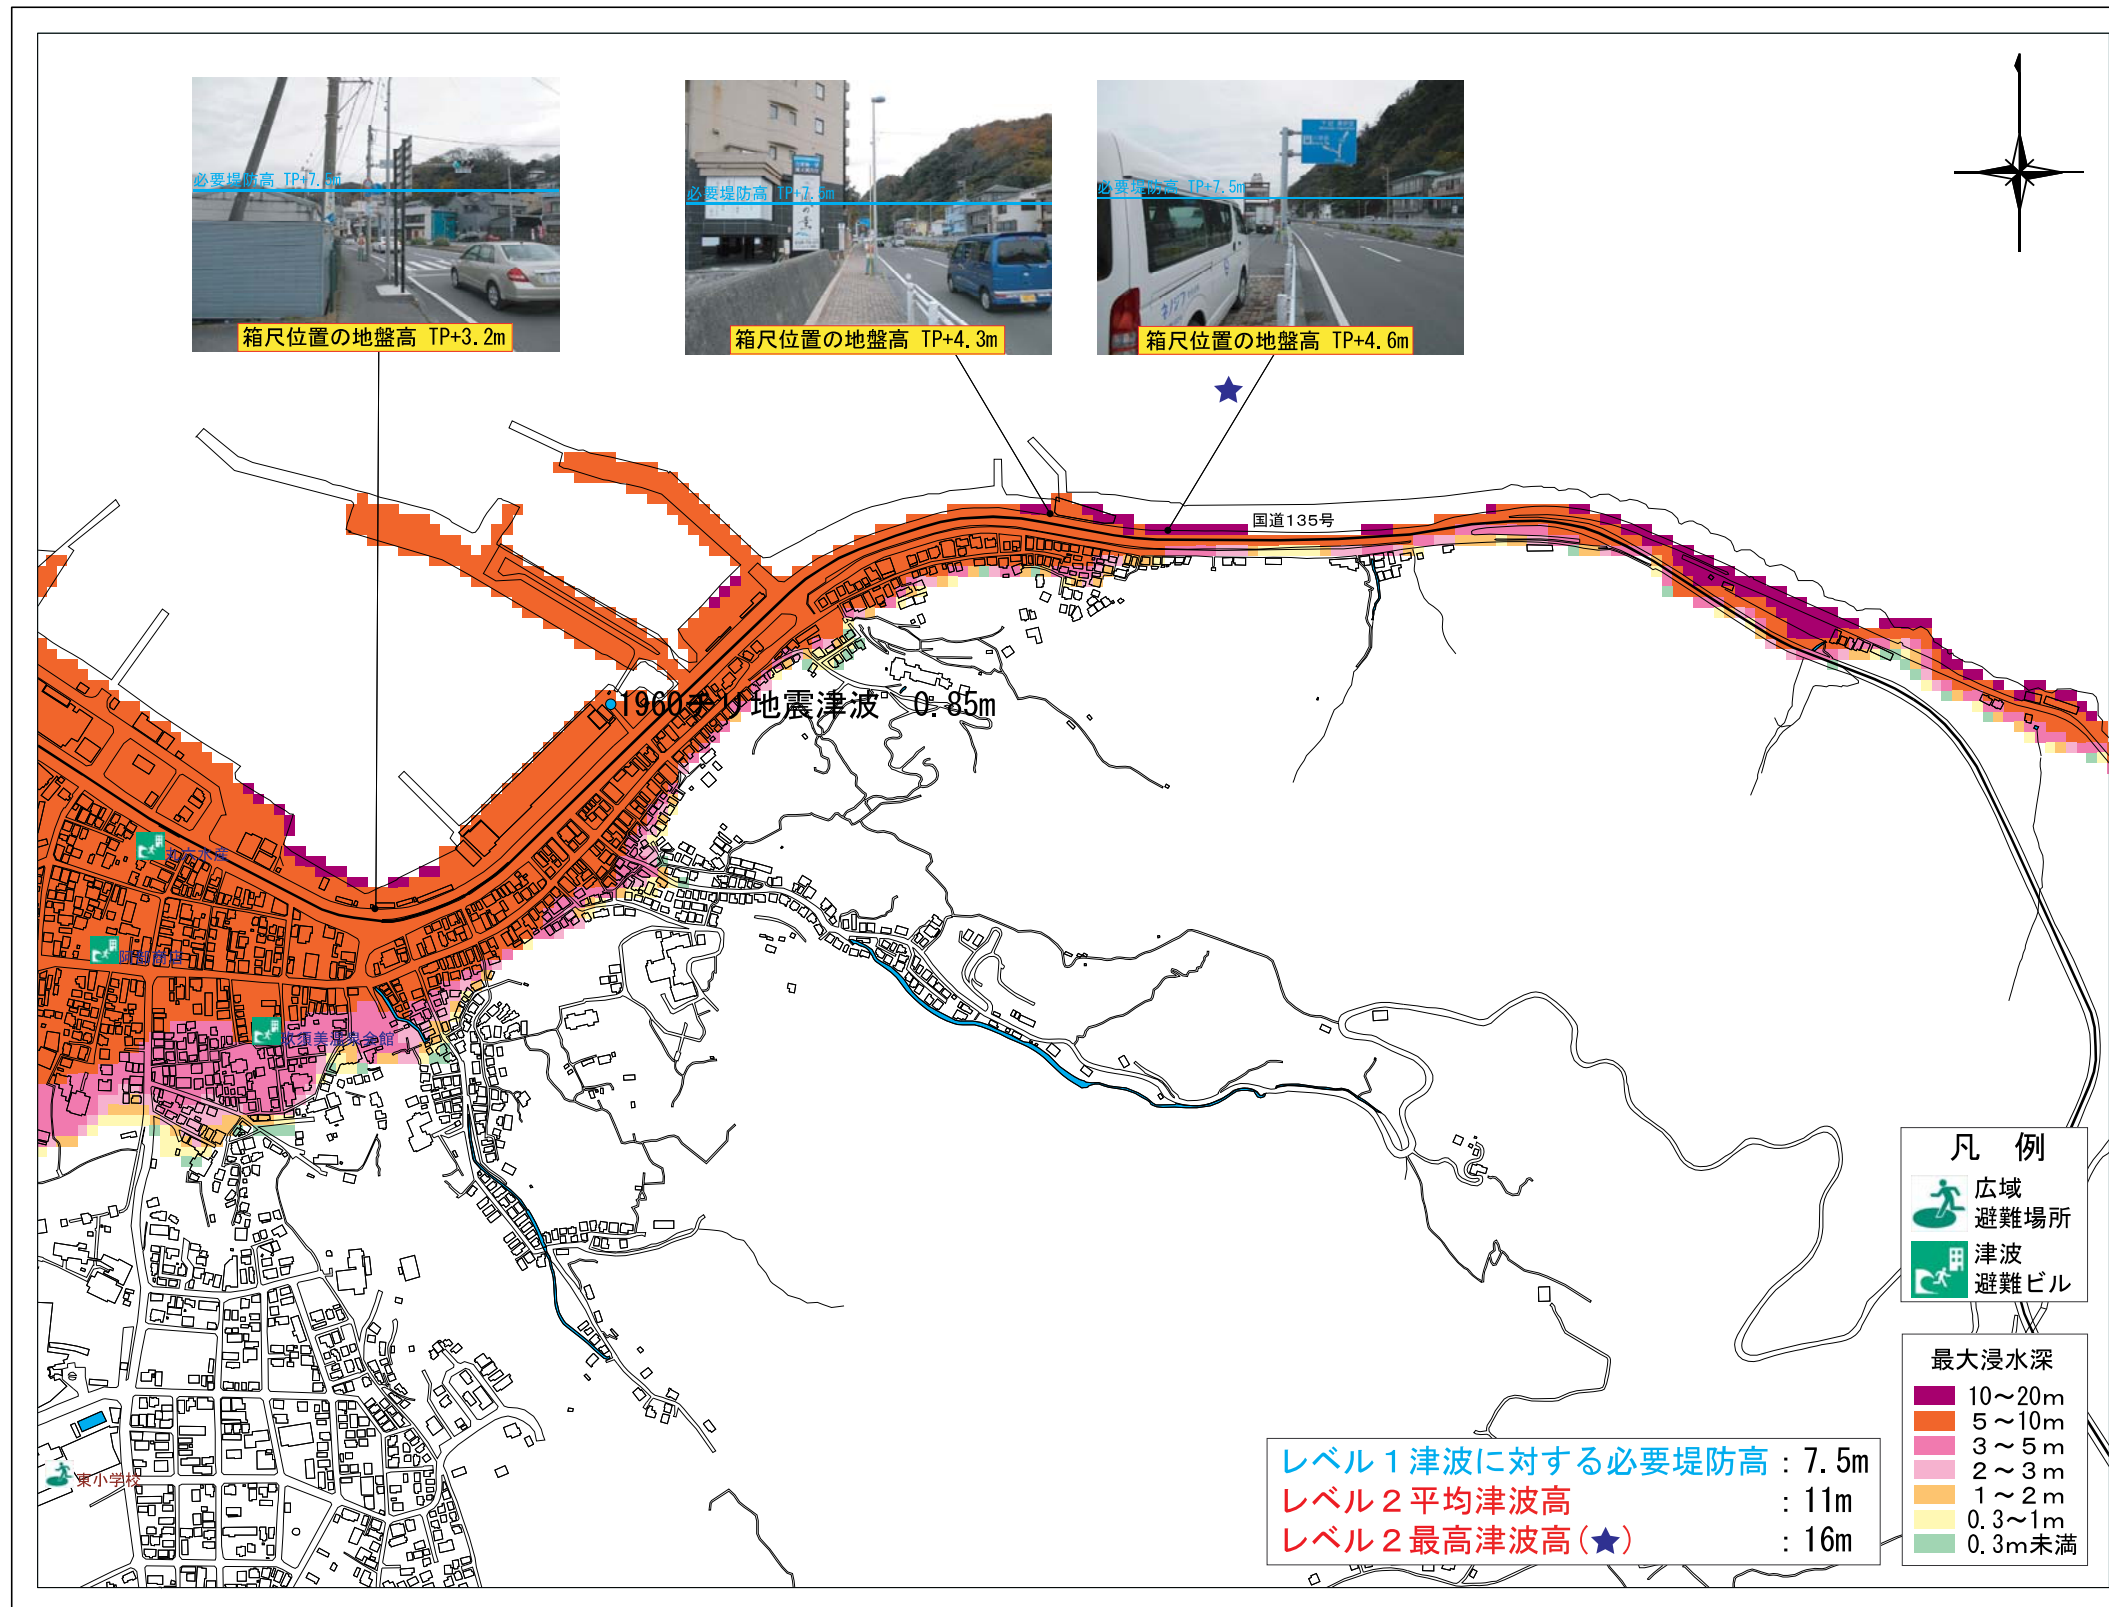 必要堤防高 TP+7.5m
箱尺位置の地盤高 TP+3.2m
必要堤防高 TP+7.5m
箱尺位置の地盤高 TP+4.3m
必要堤防高 TP+7.5m
箱尺位置の地盤高 TP+4.6m
国道135号
1960チリ地震津波 0.85m
東小学校
凡 例
広域
避難場所
津波
避難ビル
最大浸水深
10～20m
5～10m
3～5m
2～3m
1～2m
0.3～1m
0.3m未満
レベル1津波に対する必要堤防高 : 7.5m
レベル2平均津波高 : 11m
レベル2最高津波高(★) : 16m